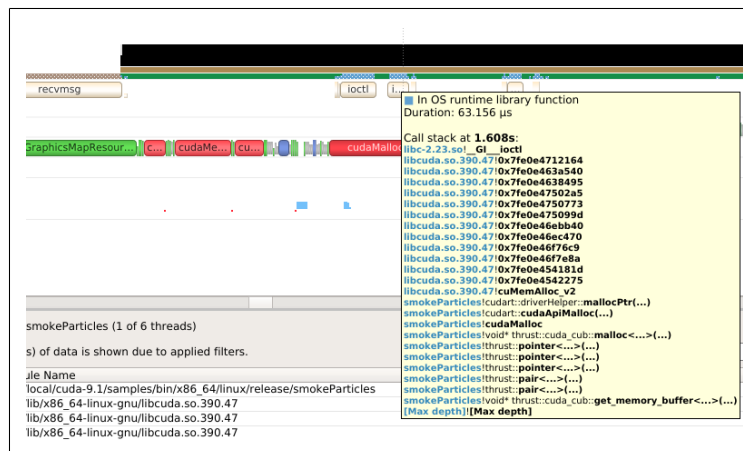 recvmsg
ioctl
i...
GraphicsMapResour...
c...
cudaMe...
cu...
cudaMalloc
In OS runtime library function
Duration: 63.156 µs
Call stack at 1.608s:
libc-2.23.so!__GI___ioctl
libcuda.so.390.47!0x7fe0e4712164
libcuda.so.390.47!0x7fe0e463a540
libcuda.so.390.47!0x7fe0e4638495
libcuda.so.390.47!0x7fe0e47502a5
libcuda.so.390.47!0x7fe0e4750773
libcuda.so.390.47!0x7fe0e475099d
libcuda.so.390.47!0x7fe0e46ebb40
libcuda.so.390.47!0x7fe0e46ec470
libcuda.so.390.47!0x7fe0e46f76c9
libcuda.so.390.47!0x7fe0e46f7e8a
libcuda.so.390.47!0x7fe0e454181d
libcuda.so.390.47!0x7fe0e4542275
libcuda.so.390.47!cuMemAlloc_v2
smokeParticles!cudart::driverHelper::mallocPtr(...)
smokeParticles!cudart::cudaApiMalloc(...)
smokeParticles!cudaMalloc
smokeParticles!void* thrust::cuda_cub::malloc<...>(...)
smokeParticles!thrust::pointer<...>(...)
smokeParticles!thrust::pointer<...>(...)
smokeParticles!thrust::pointer<...>(...)
smokeParticles!thrust::pair<...>(...)
smokeParticles!thrust::pair<...>(...)
smokeParticles!void* thrust::cuda_cub::get_memory_buffer<...>(...)
[Max depth]![Max depth]
smokeParticles (1 of 6 threads)
s) of data is shown due to applied filters.
ule Name
/local/cuda-9.1/samples/bin/x86_64/linux/release/smokeParticles
/lib/x86_64-linux-gnu/libcuda.so.390.47
/lib/x86_64-linux-gnu/libcuda.so.390.47
/lib/x86_64-linux-gnu/libcuda.so.390.47